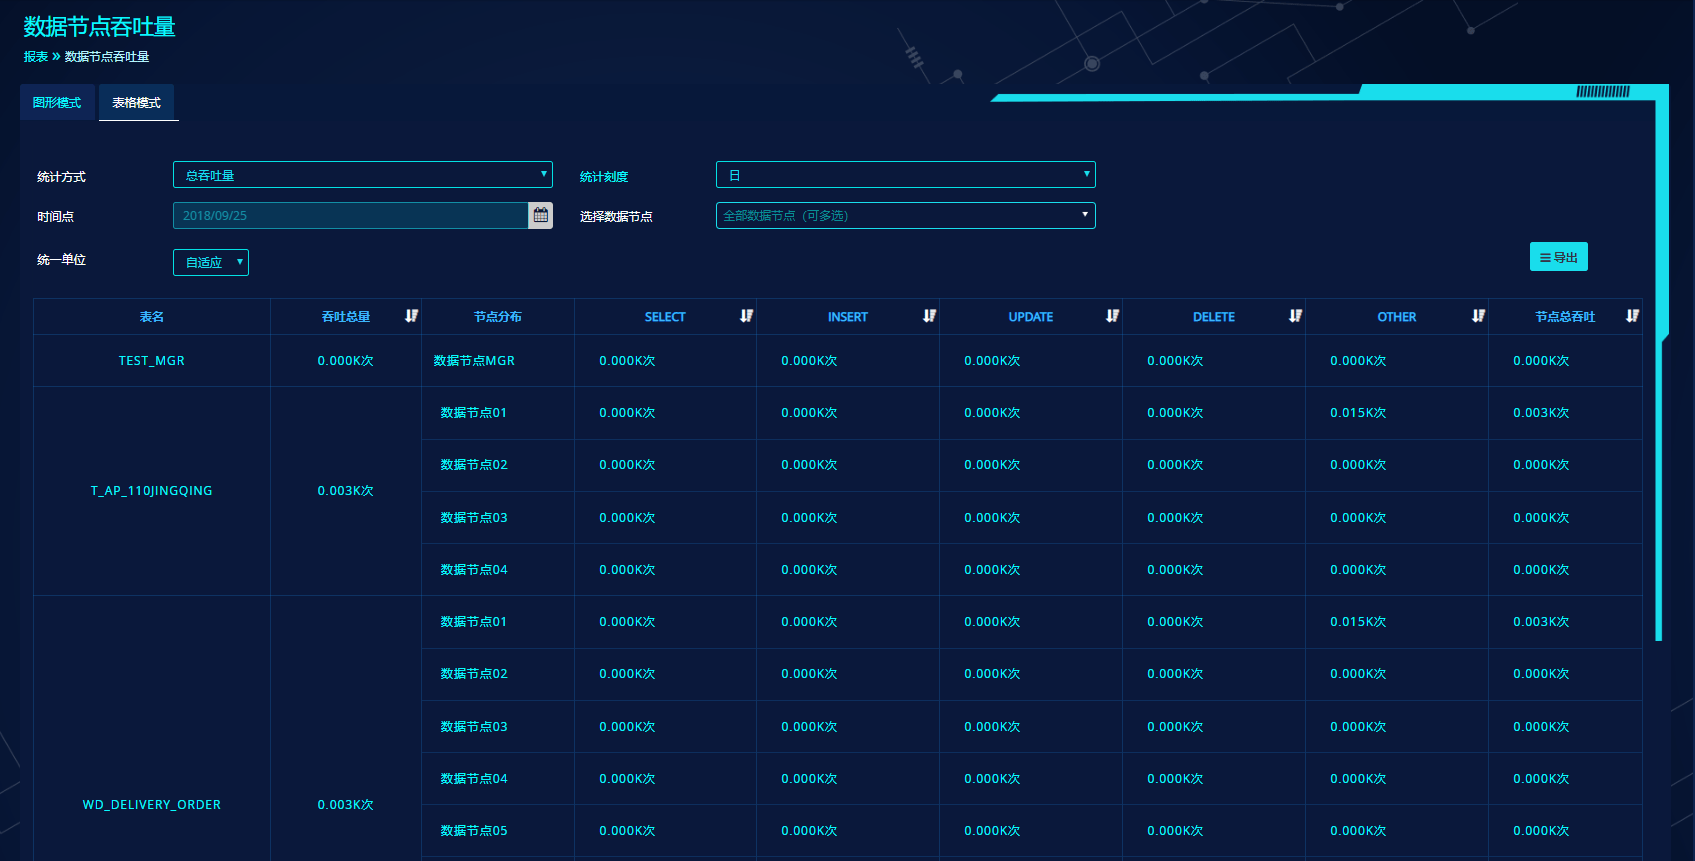 数据节点吞吐量
报表 » 数据节点吞吐量
图形模式 表格模式
统计方式 总吞吐量 统计刻度 日
时间点 2018/09/25 选择数据节点 全部数据节点（可多选）
统一单位 自适应 导出
表名 吞吐总量 节点分布 SELECT INSERT UPDATE DELETE OTHER 节点总吞吐
TEST_MGR 0.000K次 数据节点MGR 0.000K次 0.000K次 0.000K次 0.000K次 0.000K次 0.000K次
数据节点01 0.000K次 0.000K次 0.000K次 0.000K次 0.015K次 0.003K次
数据节点02 0.000K次 0.000K次 0.000K次 0.000K次 0.000K次 0.000K次
T_AP_110JINGQING 0.003K次
数据节点03 0.000K次 0.000K次 0.000K次 0.000K次 0.000K次 0.000K次
数据节点04 0.000K次 0.000K次 0.000K次 0.000K次 0.000K次 0.000K次
数据节点01 0.000K次 0.000K次 0.000K次 0.000K次 0.015K次 0.003K次
数据节点02 0.000K次 0.000K次 0.000K次 0.000K次 0.000K次 0.000K次
数据节点03 0.000K次 0.000K次 0.000K次 0.000K次 0.000K次 0.000K次
数据节点04 0.000K次 0.000K次 0.000K次 0.000K次 0.000K次 0.000K次
WD_DELIVERY_ORDER 0.003K次
数据节点05 0.000K次 0.000K次 0.000K次 0.000K次 0.000K次 0.000K次